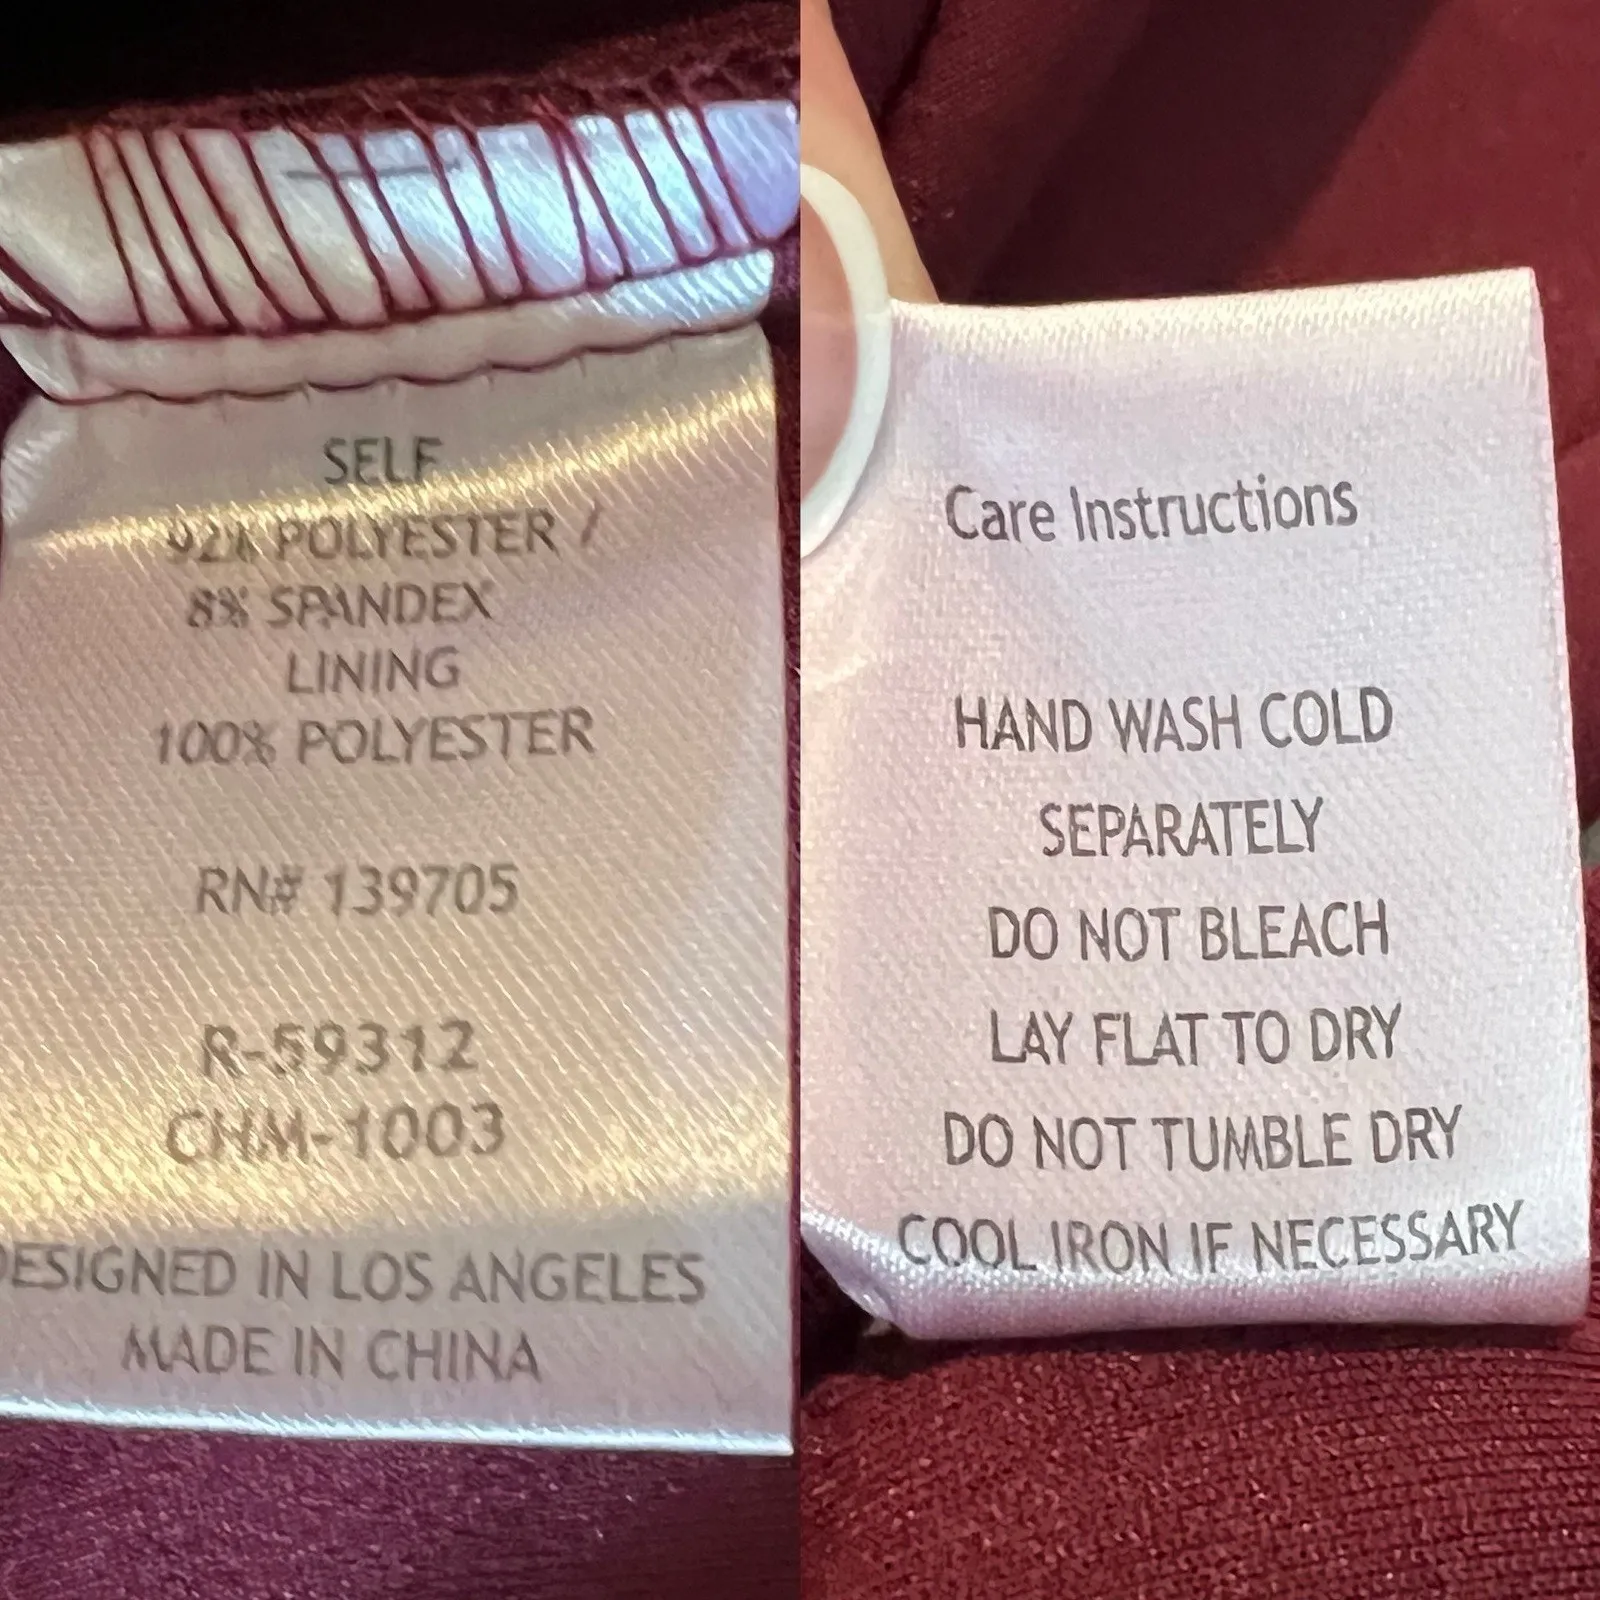 SELF
92% POLYESTER /
8% SPANDEX
LINING
100% POLYESTER
RN# 139705
R-59312
CHM-1003
DESIGNED IN LOS ANGELES
MADE IN CHINA
Care Instructions
HAND WASH COLD
SEPARATELY
DO NOT BLEACH
LAY FLAT TO DRY
DO NOT TUMBLE DRY
COOL IRON IF NECESSARY